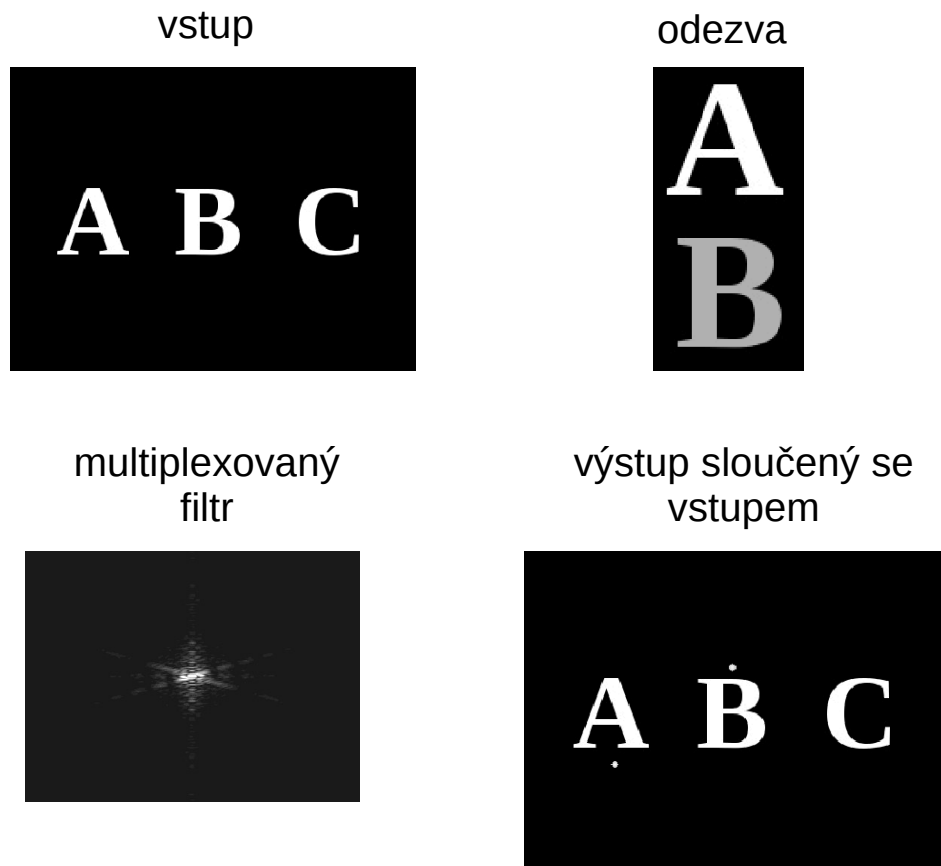 vstup
odezva
A B C
A
B
multiplexovaný
filtr
výstup sloučený se
vstupem
A B C